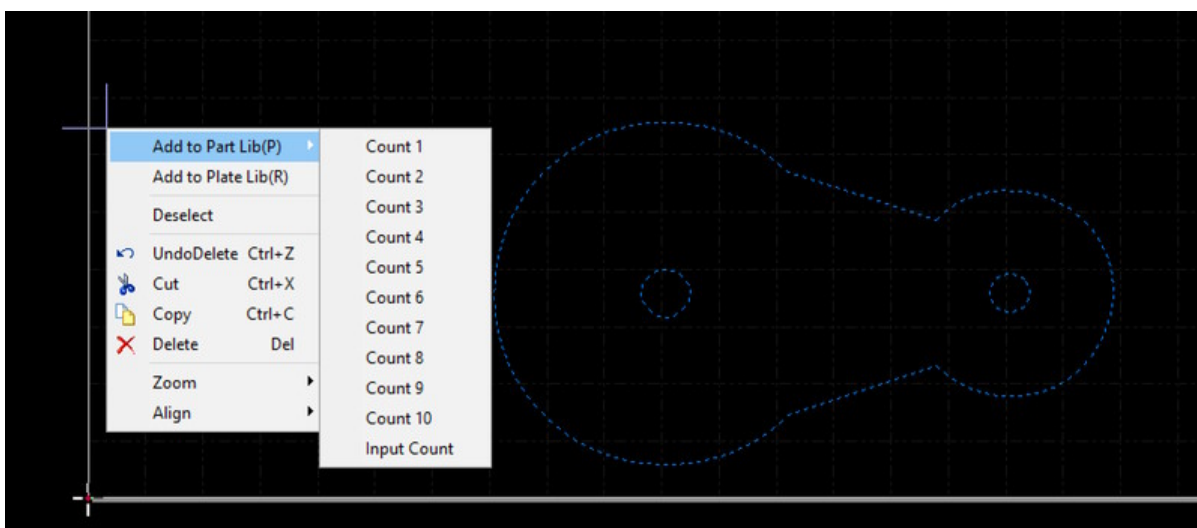 Add to Part Lib(P)
Add to Plate Lib(R)
Deselect
UndoDelete Ctrl+Z
Cut Ctrl+X
Copy Ctrl+C
Delete Del
Zoom
Align
Count 1
Count 2
Count 3
Count 4
Count 5
Count 6
Count 7
Count 8
Count 9
Count 10
Input Count